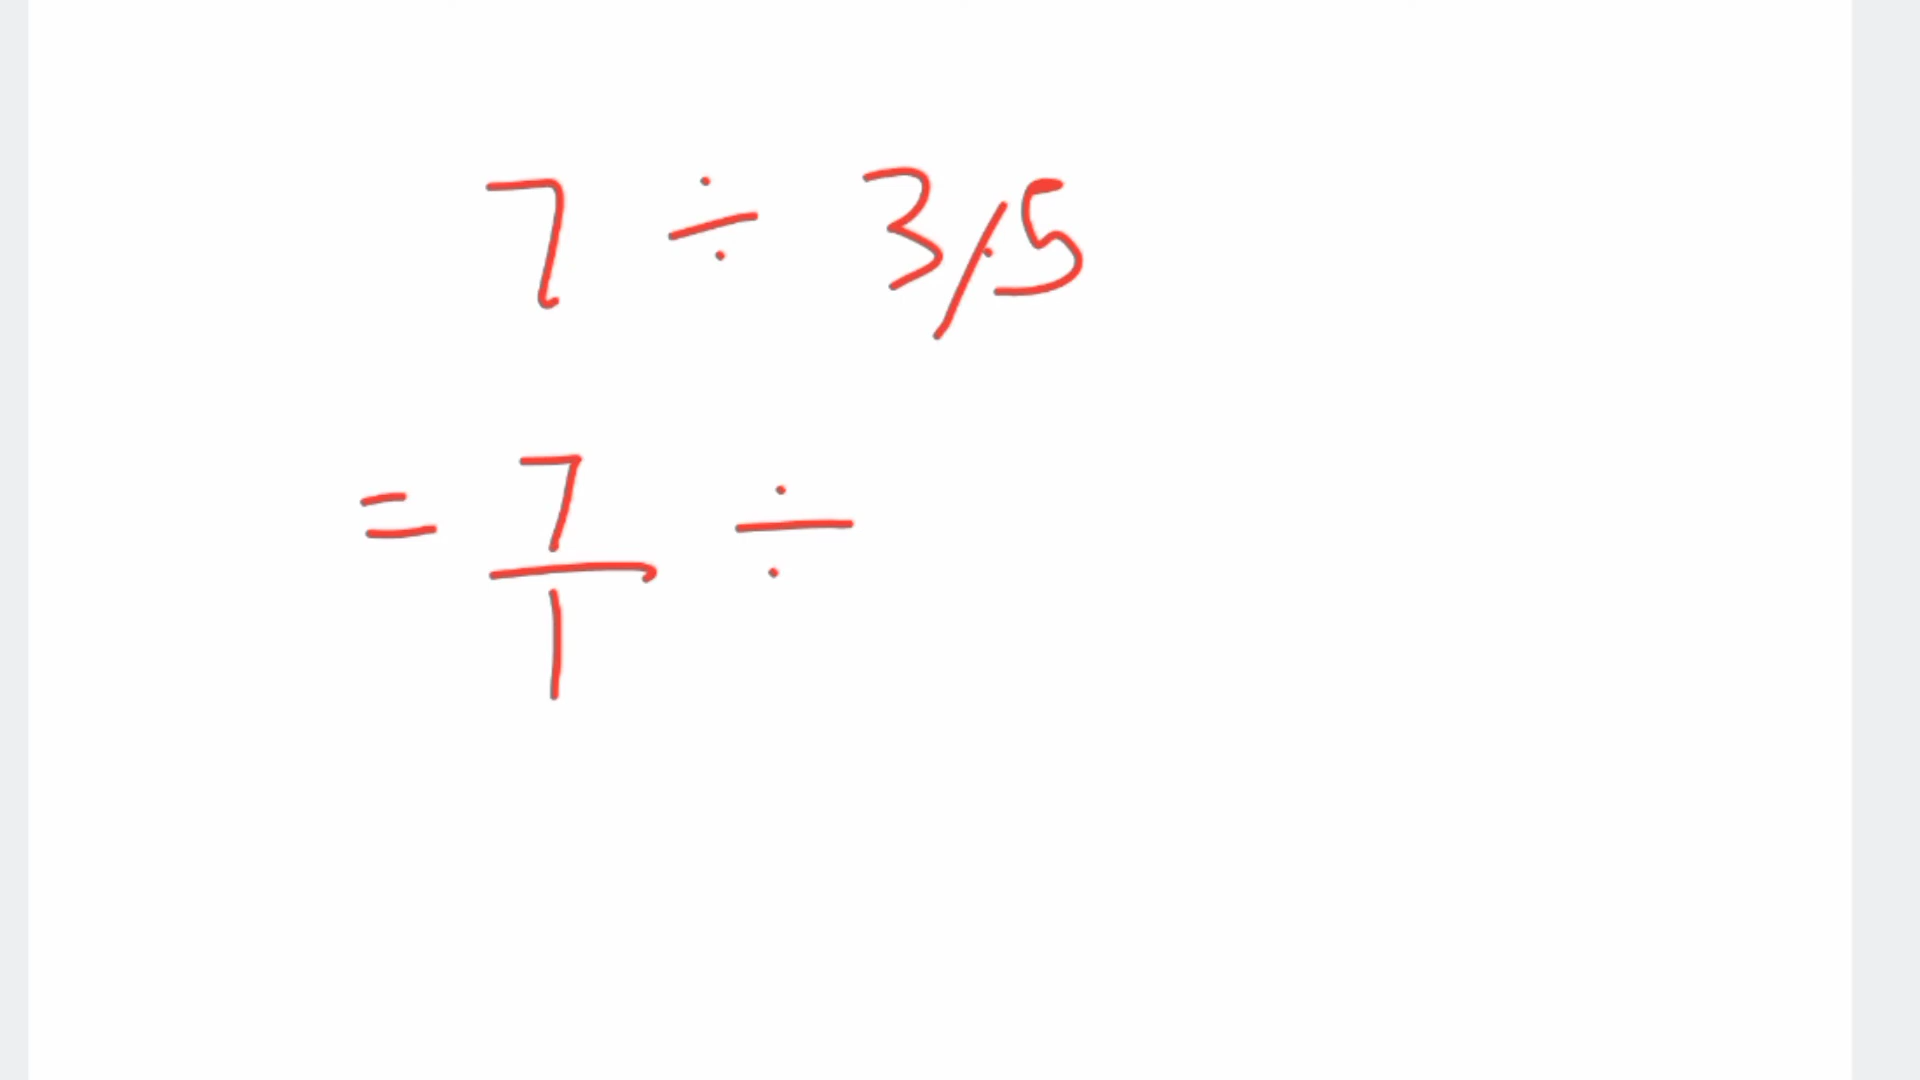 7 ÷ 3/5
= 7/1 ÷